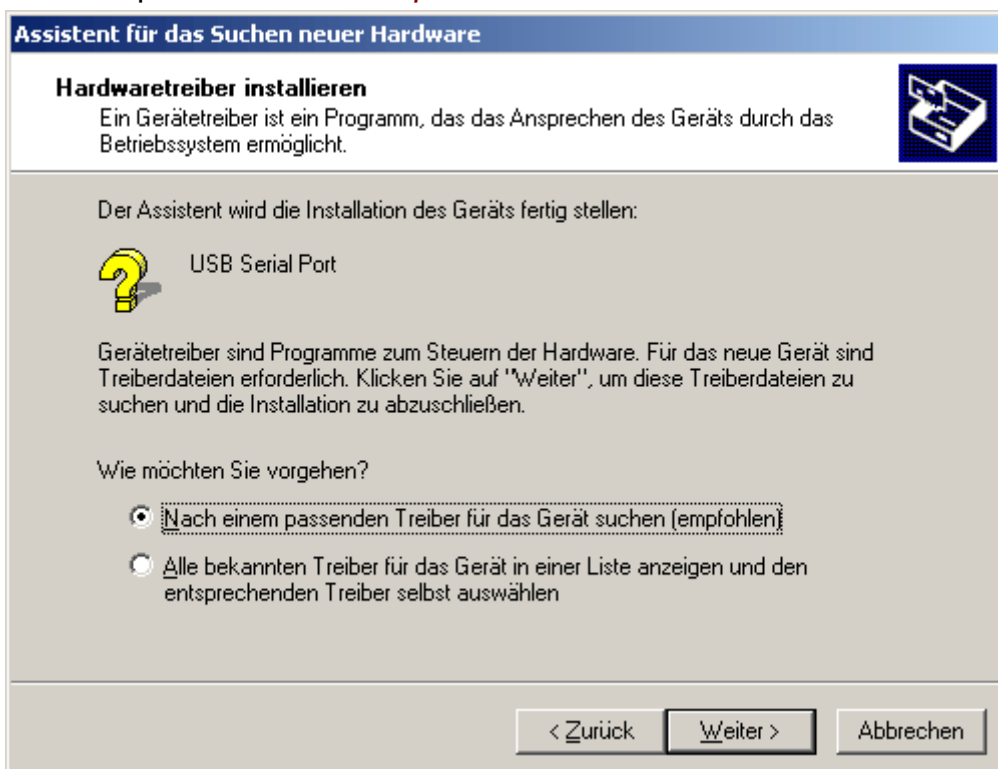 Assistent für das Suchen neuer Hardware
Hardwaretreiber installieren
Ein Gerätetreiber ist ein Programm, das das Ansprechen des Geräts durch das
Betriebssystem ermöglicht.
Der Assistent wird die Installation des Geräts fertig stellen:
USB Serial Port
Gerätetreiber sind Programme zum Steuern der Hardware. Für das neue Gerät sind
Treiberdateien erforderlich. Klicken Sie auf "Weiter", um diese Treiberdateien zu
suchen und die Installation zu abzuschließen.
Wie möchten Sie vorgehen?
Nach einem passenden Treiber für das Gerät suchen (empfohlen)
Alle bekannten Treiber für das Gerät in einer Liste anzeigen und den
entsprechenden Treiber selbst auswählen
< Zurück Weiter > Abbrechen